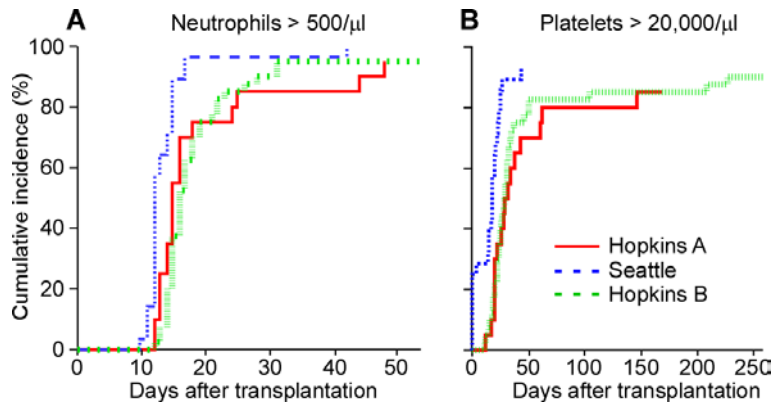 A Neutrophils > 500/μl
B Platelets > 20,000/μl
Cumulative incidence (%)
100
80
60
40
20
0
0 10 20 30 40 50
Days after transplantation
0 50 100 150 200 250
Days after transplantation
Hopkins A
Seattle
Hopkins B